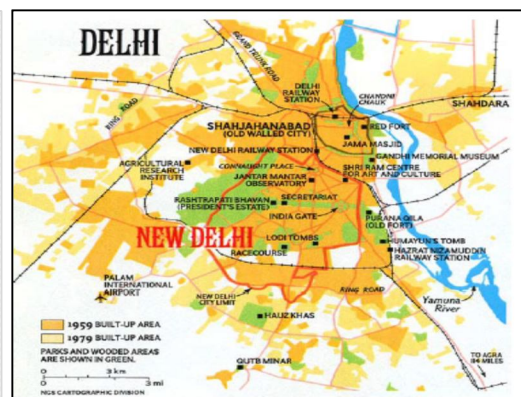 DELHI
GRAND TRUNK ROAD
RING ROAD
DELHI
RAILWAY
STATION
CHANDNI
CHAUK
SHAHDARA
SHAHJAHANABAD
(OLD WALLED CITY)
RED FORT
JAMA MASJID
NEW DELHI RAILWAY STATION
GANDHI MEMORIAL MUSEUM
AGRICULTURAL
RESEARCH
INSTITUTE
CONNAUGHT PLACE
SHRI RAM CENTRE
FOR ART AND CULTURE
JANTAR MANTAR
OBSERVATORY
RASHTRAPATI BHAVAN
(PRESIDENT'S ESTATE)
SECRETARIAT
INDIA GATE
PURANA QILA
(OLD FORT)
NEW DELHI
LODI TOMBS
RACECOURSE
HUMAYUN'S TOMB
HAZRAT NIZAMUDDIN
RAILWAY STATION
PALAM
INTERNATIONAL
AIRPORT
NEW DELHI
CITY LIMIT
RING ROAD
Yamuna
River
HAUZ KHAS
1959 BUILT-UP AREA
1979 BUILT-UP AREA
PARKS AND WOODED AREAS
ARE SHOWN IN GREEN.
QUTB MINAR
TO AGRA
0 3 km
0 3 mi
NGS CARTOGRAPHIC DIVISION